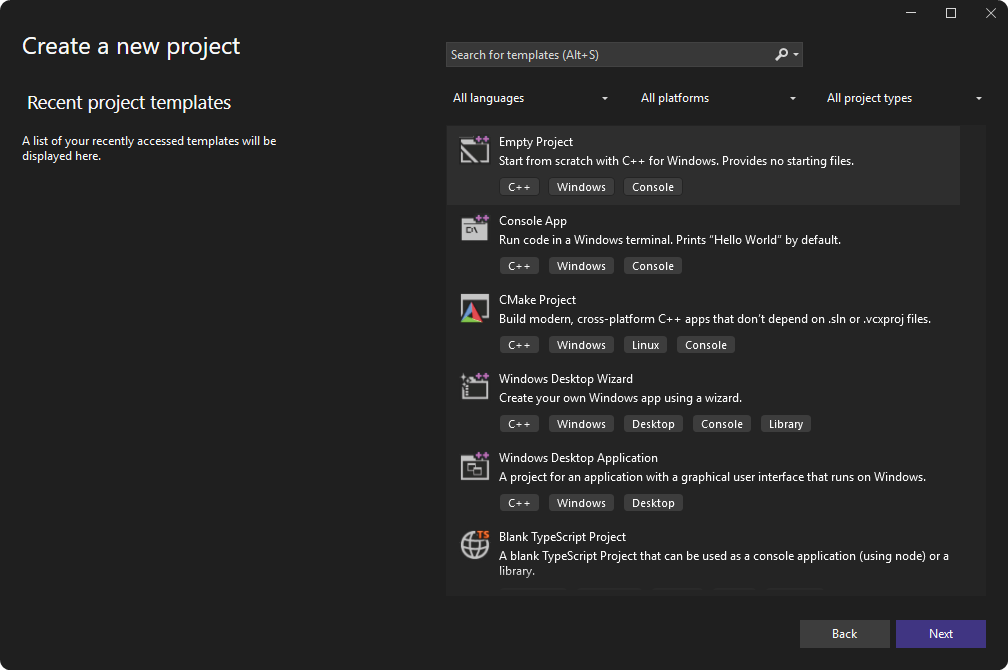 Create a new project
Search for templates (Alt+S)
Recent project templates
A list of your recently accessed templates will be
displayed here.
All languages
All platforms
All project types
Empty Project
Start from scratch with C++ for Windows. Provides no starting files.
C++ Windows Console
Console App
Run code in a Windows terminal. Prints "Hello World" by default.
C++ Windows Console
CMake Project
Build modern, cross-platform C++ apps that don't depend on .sln or .vcxproj files.
C++ Windows Linux Console
Windows Desktop Wizard
Create your own Windows app using a wizard.
C++ Windows Desktop Console Library
Windows Desktop Application
A project for an application with a graphical user interface that runs on Windows.
C++ Windows Desktop
TS
Blank TypeScript Project
A blank TypeScript Project that can be used as a console application (using node) or a
library.
Back
Next